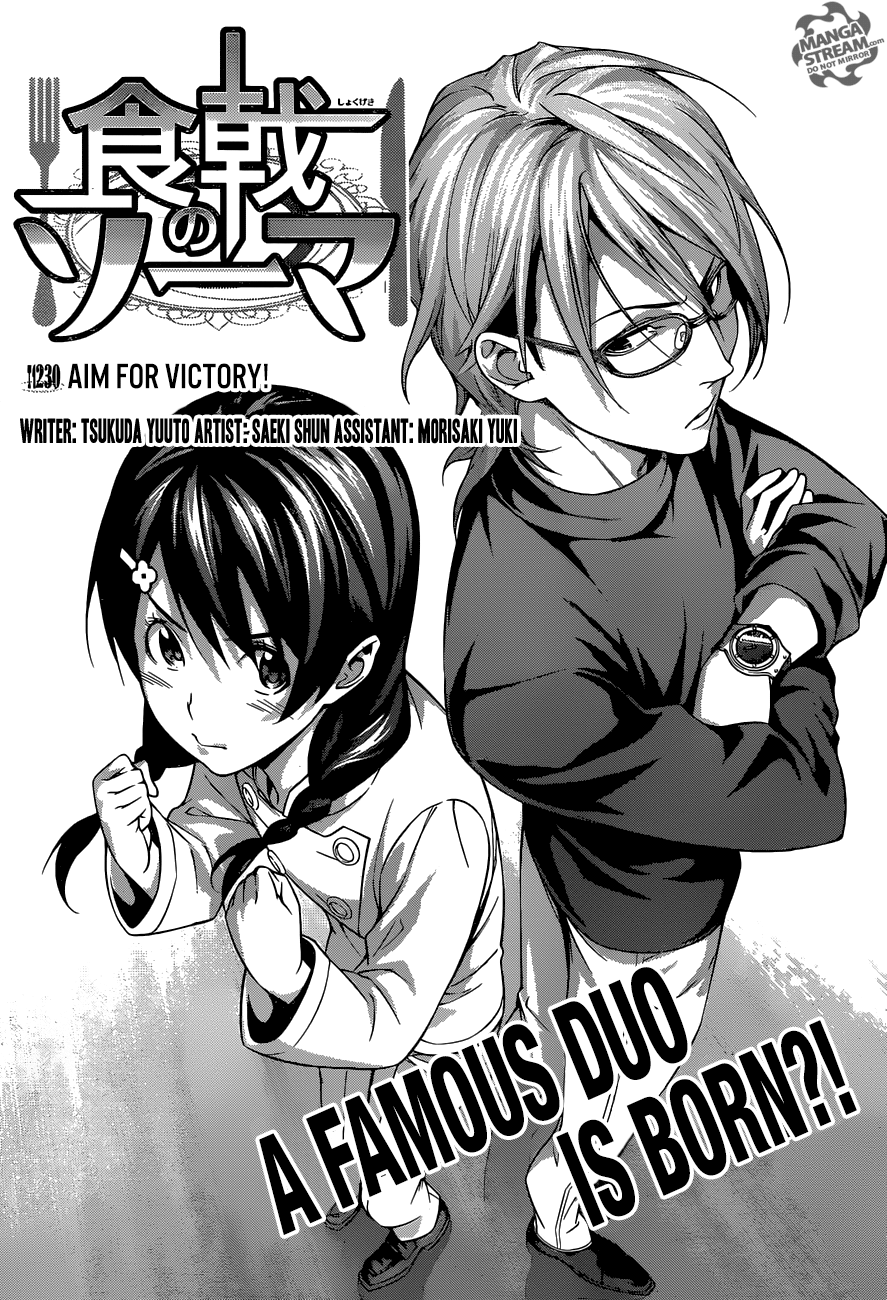 MANGA
STREAM.com
DO NOT MIRROR
しょくげき
食戟の
ソーマ
230 AIM FOR VICTORY!
WRITER: TSUKUDA YUUTO ARTIST: SAEKI SHUN ASSISTANT: MORISAKI YUKI
A FAMOUS DUO
IS BORN?!